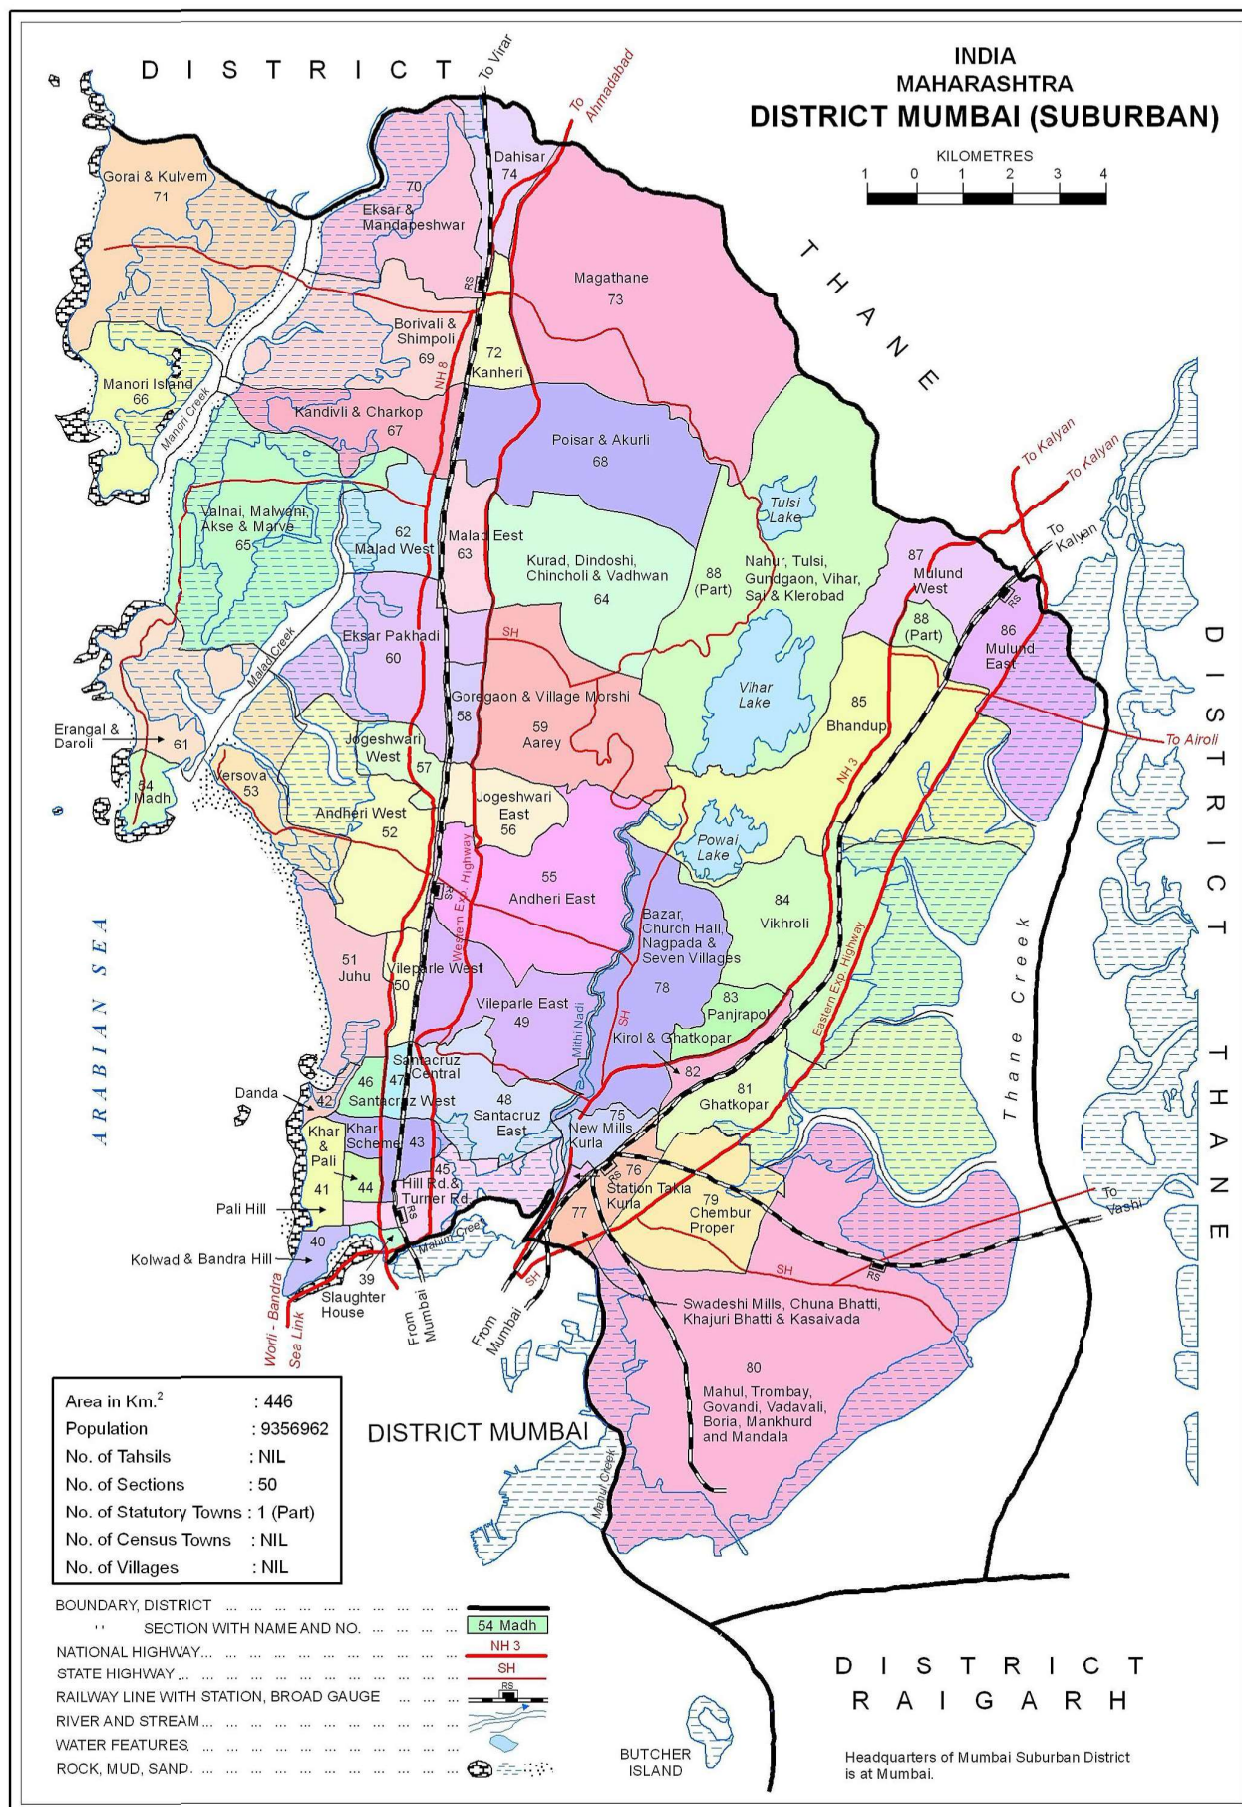 INDIA
MAHARASHTRA
DISTRICT MUMBAI (SUBURBAN)
KILOMETRES
1 0 1 2 3 4
DISTRICT
To Virar
To
Ahmadabad
THANE
Gorai & Kulvem
71
70
Eksar &
Mandapeshwar
Dahisar
74
Magathane
73
RS
Borivali &
Shimpoli
69
NH 8
72
Kanheri
Manori Island
66
Manori Creek
Kandivli & Charkop
67
Poisar & Akurli
68
To Kalyan
To Kalyan
To
Kalyan
Tulsi
Lake
Valnai, Malwani,
Akse & Marve
65
62
Malad West
Malad Eest
63
Kurad, Dindoshi,
Chincholi & Vadhwan
64
88
(Part)
Nahur, Tulsi,
Gundgaon, Vihar,
Sai & Klerobad
87
Mulund
West
RS
88
(Part)
86
Mulund
East
DISTRICT
THANE
Malad Creek
Eksar Pakhadi
60
SH
Goregaon & Village Morshi
58
59
Aarey
Vihar
Lake
85
Bhandup
To Airoli
Erangal &
Daroli
61
54
Madh
Versova
53
Jogeshwari
West
57
NH 3
Andheri West
52
Jogeshwari
East
56
Powai
Lake
55
Andheri East
RS
Western Exp. Highway
84
Vikhroli
Bazar,
Church Hall,
Nagpada &
Seven Villages
78
Eastern Exp. Highway
ARABIAN SEA
51
Juhu
Vileparle West
50
Vileparle East
49
Mithi Nadi
SH
83
Panjrapol
Kirol & Ghatkopar
82
Thane Creek
Santacruz
Central
46
47
Santacruz West
48
Santacruz
East
81
Ghatkopar
Danda
42
75
New Mills
Kurla
Khar
&
Pali
Khar
Scheme
43
41
44
45
Hill Rd. &
Turner Rd.
RS
RS
76
Station Takia
Kurla
79
Chembur
Proper
77
Pali Hill
40
Kolwad & Bandra Hill
Mahim Creek
39
Slaughter
House
Worli - Bandra
Sea Link
From
Mumbai
From
Mumbai
SH
SH
RS
To
Vashi
Swadeshi Mills, Chuna Bhatti,
Khajuri Bhatti & Kasaivada
80
Mahul, Trombay,
Govandi, Vadavali,
Boria, Mankhurd
and Mandala
DISTRICT MUMBAI
Mahul Creek
Area in Km.2 : 446
Population : 9356962
No. of Tahsils : NIL
No. of Sections : 50
No. of Statutory Towns : 1 (Part)
No. of Census Towns : NIL
No. of Villages : NIL
BOUNDARY, DISTRICT
'' SECTION WITH NAME AND NO. 54 Madh
NATIONAL HIGHWAY NH 3
STATE HIGHWAY SH
RAILWAY LINE WITH STATION, BROAD GAUGE RS
RIVER AND STREAM
WATER FEATURES
ROCK, MUD, SAND
BUTCHER
ISLAND
DISTRICT
RAIGARH
Headquarters of Mumbai Suburban District
is at Mumbai.